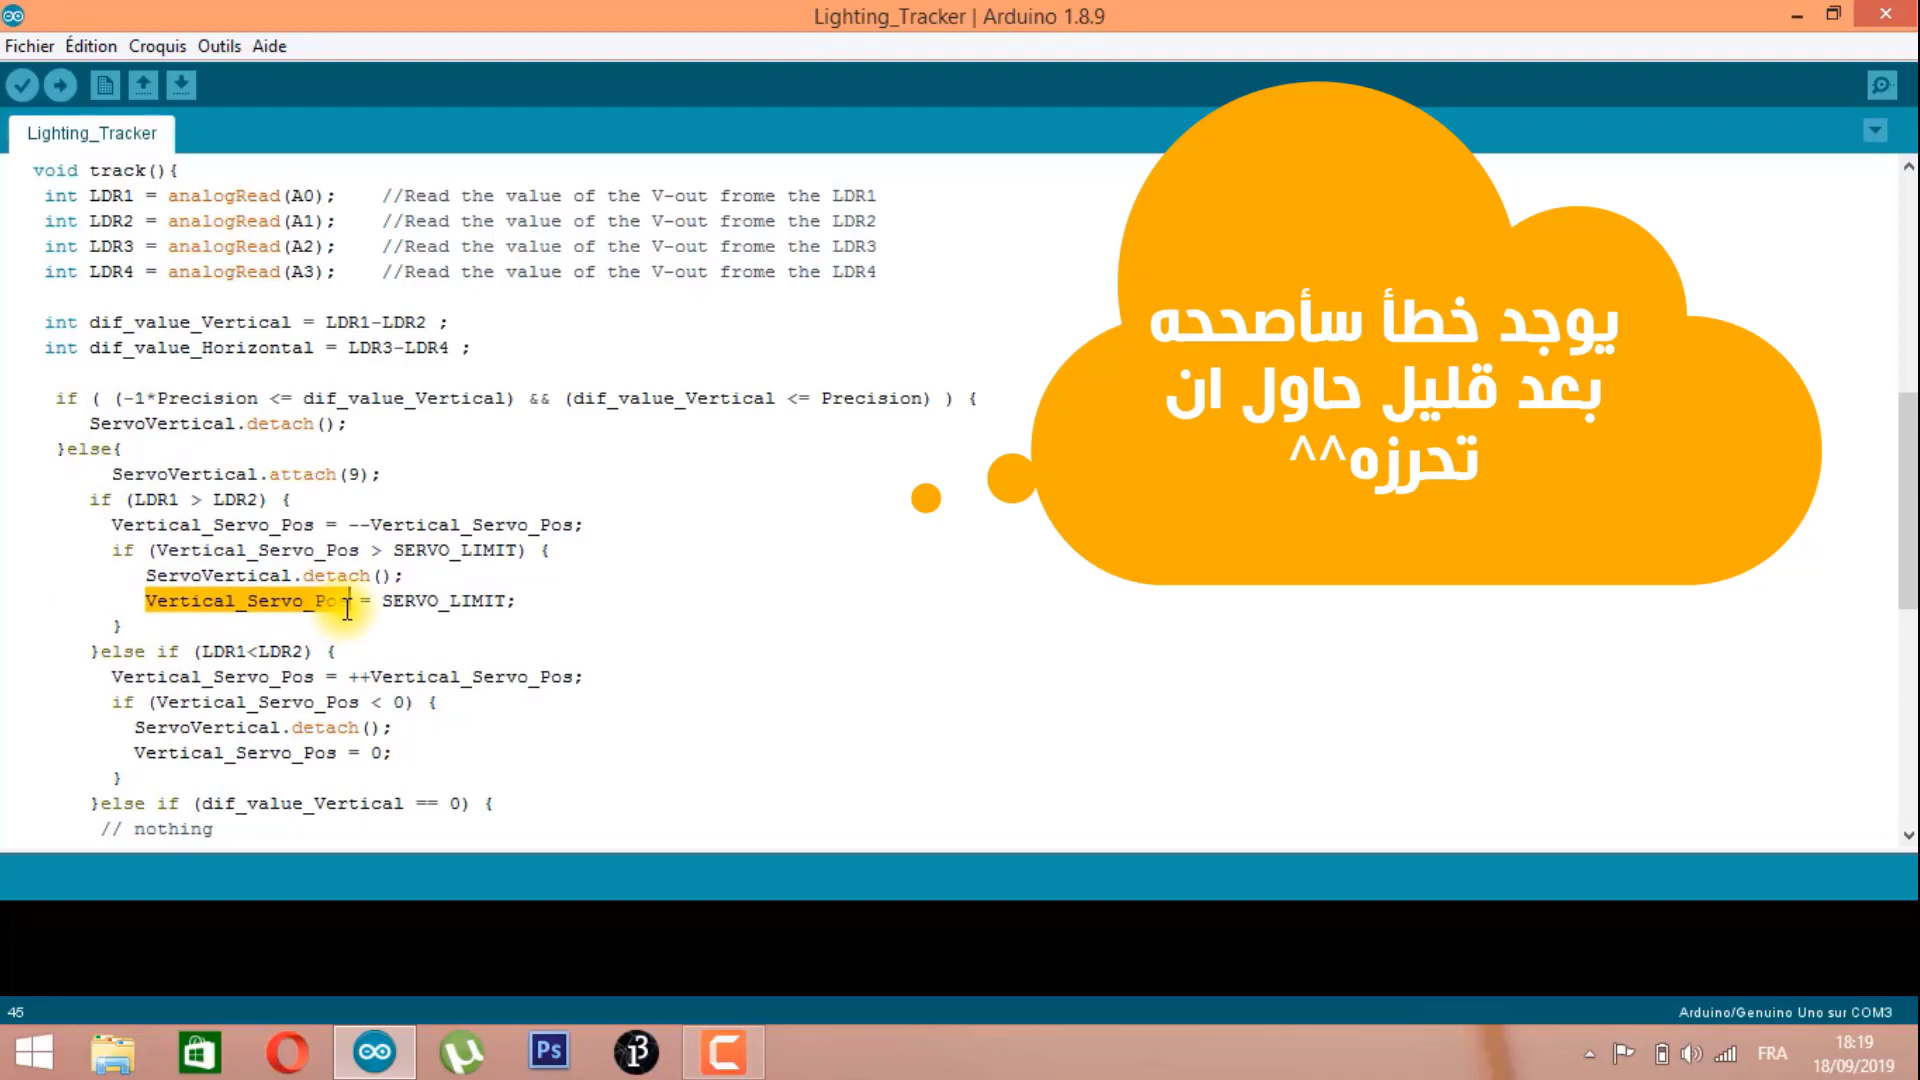 Lighting_Tracker | Arduino 1.8.9
Fichier Édition Croquis Outils Aide
Lighting_Tracker
void track(){
int LDR1 = analogRead(A0); //Read the value of the V-out frome the LDR1
int LDR2 = analogRead(A1); //Read the value of the V-out frome the LDR2
int LDR3 = analogRead(A2); //Read the value of the V-out frome the LDR3
int LDR4 = analogRead(A3); //Read the value of the V-out frome the LDR4
int dif_value_Vertical = LDR1-LDR2 ;
int dif_value_Horizontal = LDR3-LDR4 ;
if ( (-1*Precision <= dif_value_Vertical) && (dif_value_Vertical <= Precision) ) {
ServoVertical.detach();
}else{
ServoVertical.attach(9);
if (LDR1 > LDR2) {
Vertical_Servo_Pos = --Vertical_Servo_Pos;
if (Vertical_Servo_Pos > SERVO_LIMIT) {
ServoVertical.detach();
Vertical_Servo_Pos = SERVO_LIMIT;
}
}else if (LDR1<LDR2) {
Vertical_Servo_Pos = ++Vertical_Servo_Pos;
if (Vertical_Servo_Pos < 0) {
ServoVertical.detach();
Vertical_Servo_Pos = 0;
}
}else if (dif_value_Vertical == 0) {
// nothing
يوجد خطأ سأصححه
بعد قليل حاول ان
تحرزه^^
45
Arduino/Genuino Uno sur COM3
Ps
FRA
18:19
18/09/2019